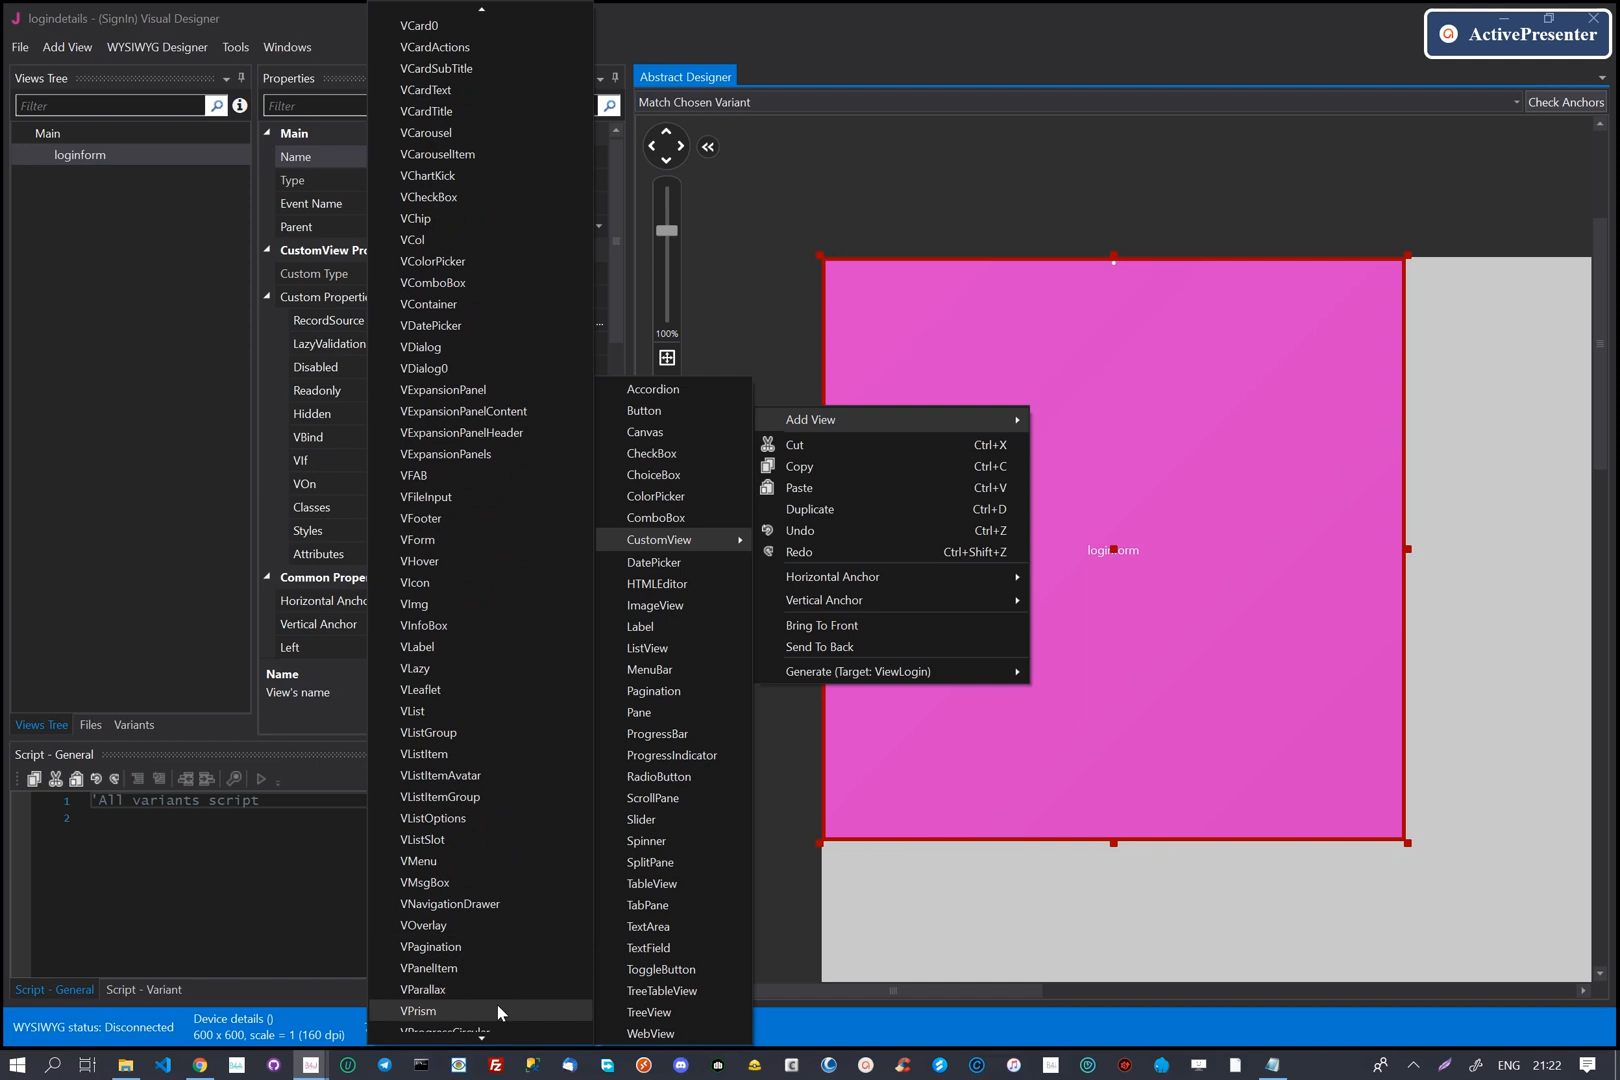 logindetails - (SignIn) Visual Designer
ActivePresenter
File Add View WYSIWYG Designer Tools Windows
Views Tree
Filter
Main
loginform
Views Tree Files Variants
Properties
Filter
Main
Name
Type
Event Name
Parent
CustomView Pro
Custom Type
Custom Properti
RecordSource
LazyValidation
Disabled
Readonly
Hidden
VBind
VIf
VOn
Classes
Styles
Attributes
Common Prope
Horizontal Ancho
Vertical Anchor
Left
Name
View's name
Script - General
1 'All variants script
2
Script - General Script - Variant
WYSIWYG status: Disconnected
Device details ()
600 x 600, scale = 1 (160 dpi)
VCard0
VCardActions
VCardSubTitle
VCardText
VCardTitle
VCarousel
VCarouselItem
VChartKick
VCheckBox
VChip
VCol
VColorPicker
VComboBox
VContainer
VDatePicker
VDialog
VDialog0
VExpansionPanel
VExpansionPanelContent
VExpansionPanelHeader
VExpansionPanels
VFAB
VFileInput
VFooter
VForm
VHover
VIcon
VImg
VInfoBox
VLabel
VLazy
VLeaflet
VList
VListGroup
VListItem
VListItemAvatar
VListItemGroup
VListOptions
VListSlot
VMenu
VMsgBox
VNavigationDrawer
VOverlay
VPagination
VPanelItem
VParallax
VPrism
VProgressCircular
Accordion
Button
Canvas
CheckBox
ChoiceBox
ColorPicker
ComboBox
CustomView
DatePicker
HTMLEditor
ImageView
Label
ListView
MenuBar
Pagination
Pane
ProgressBar
ProgressIndicator
RadioButton
ScrollPane
Slider
Spinner
SplitPane
TableView
TabPane
TextArea
TextField
ToggleButton
TreeTableView
TreeView
WebView
Add View
Cut Ctrl+X
Copy Ctrl+C
Paste Ctrl+V
Duplicate Ctrl+D
Undo Ctrl+Z
Redo Ctrl+Shift+Z
Horizontal Anchor
Vertical Anchor
Bring To Front
Send To Back
Generate (Target: ViewLogin)
Abstract Designer
Match Chosen Variant Check Anchors
100%
loginform
ENG 21:22